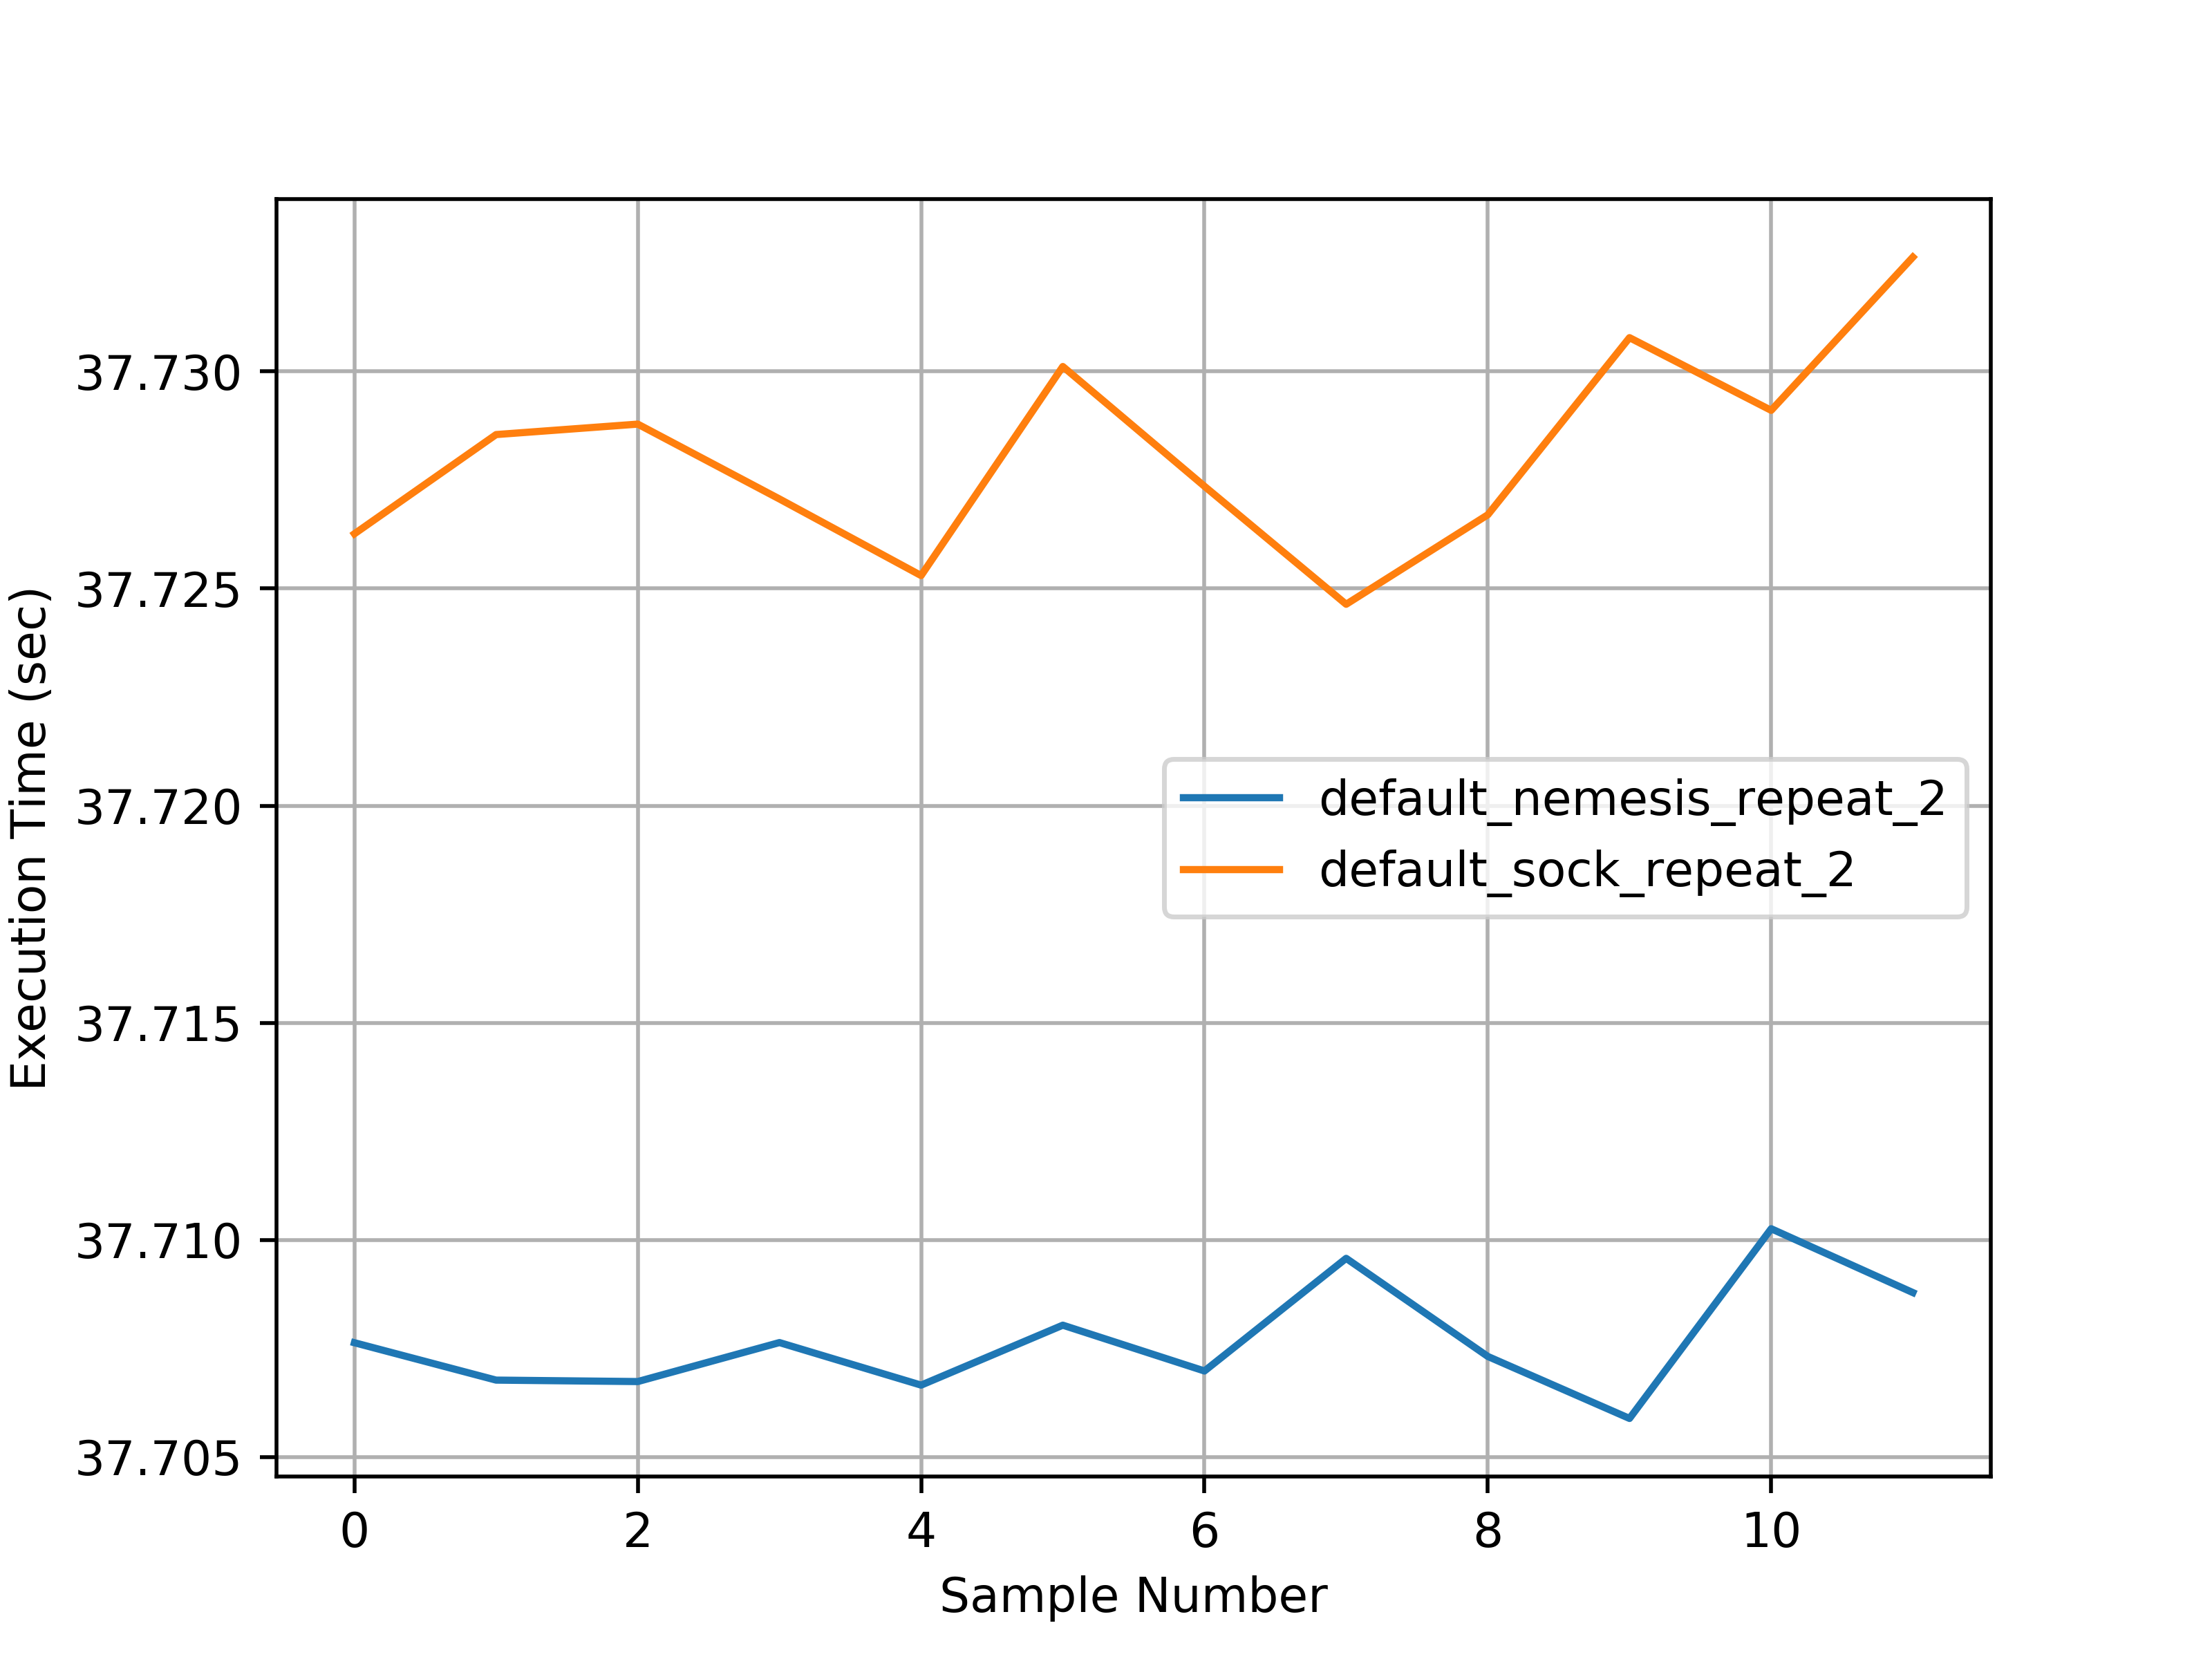 37.730
37.725
37.720
37.715
37.710
37.705
Execution Time (sec)
default_nemesis_repeat_2
default_sock_repeat_2
0 2 4 6 8 10
Sample Number